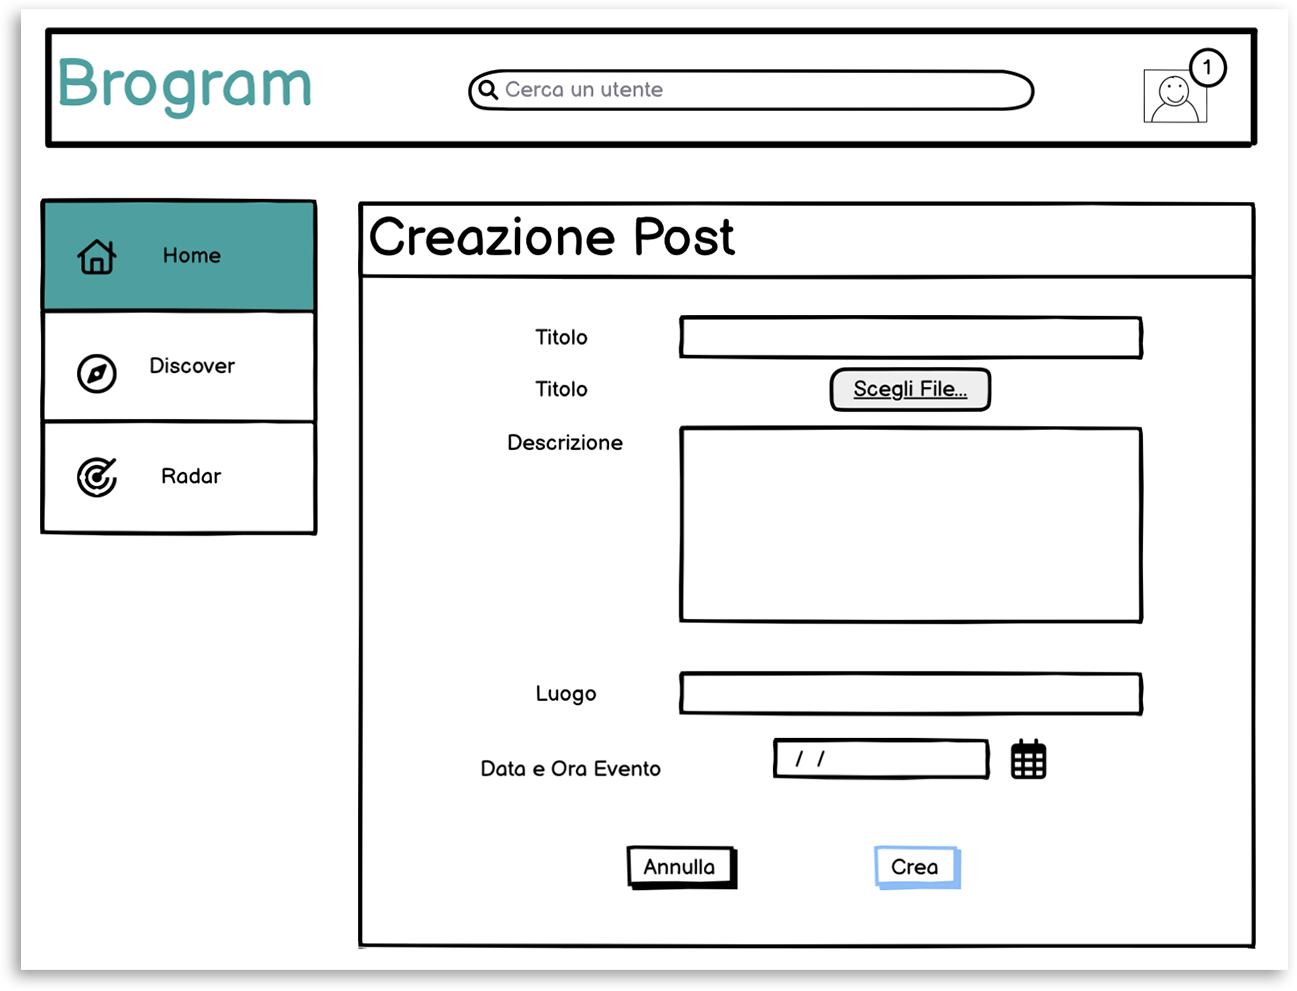 Brogram
Cerca un utente
1
Home
Discover
Radar
Creazione Post
Titolo
Titolo
Scegli File...
Descrizione
Luogo
Data e Ora Evento
/ /
Annulla
Crea